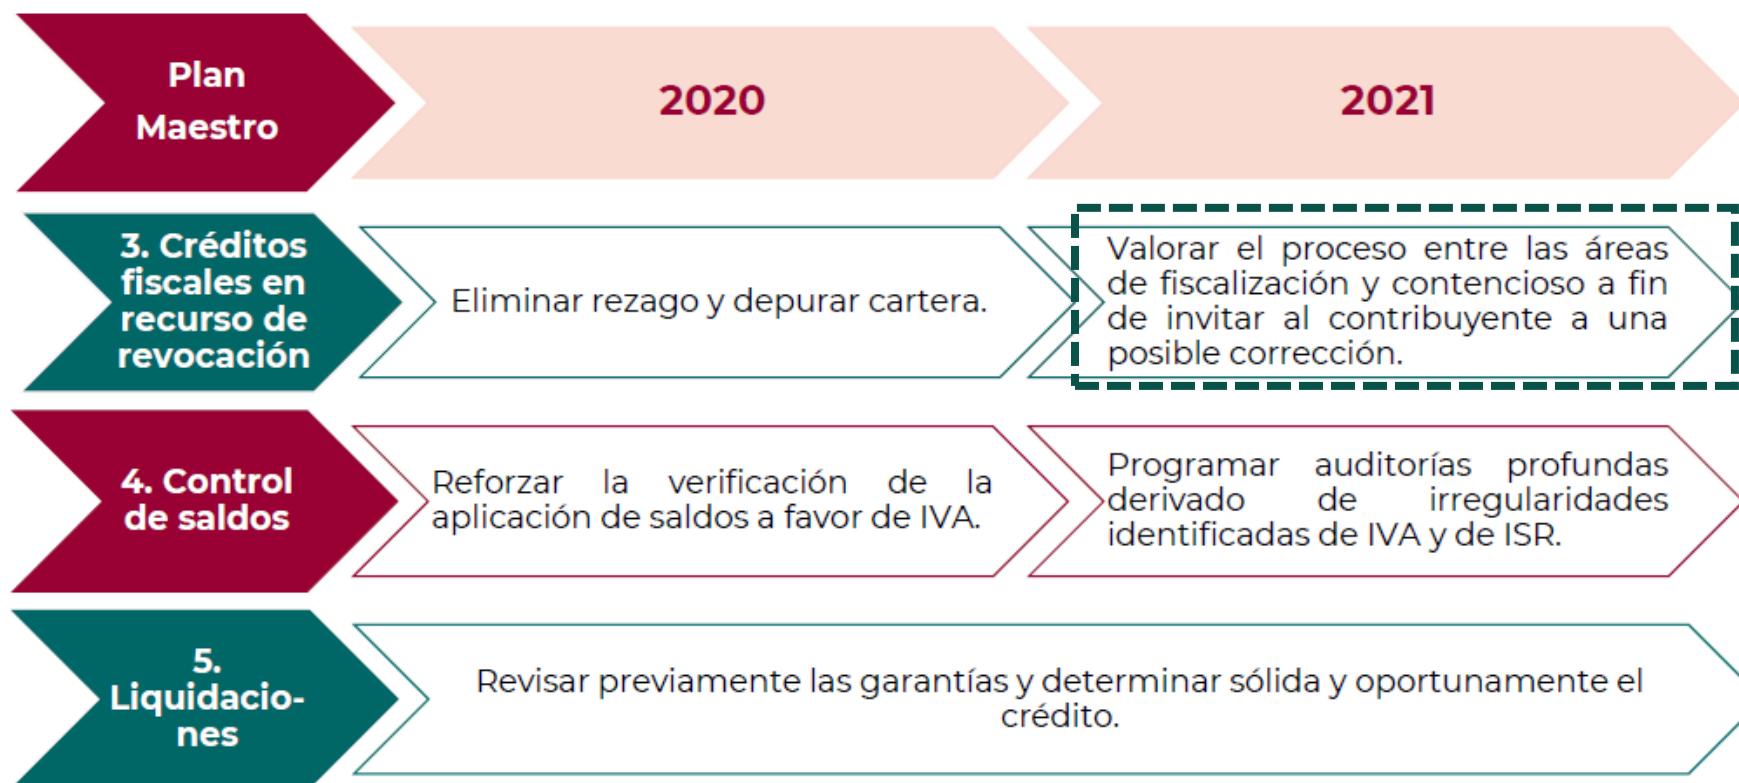 Plan
Maestro
2020
2021
3. Créditos
fiscales en
recurso de
revocación
Eliminar rezago y depurar cartera.
Valorar el proceso entre las áreas
de fiscalización y contencioso a fin
de invitar al contribuyente a una
posible corrección.
4. Control
de saldos
Reforzar la verificación de la
aplicación de saldos a favor de IVA.
Programar auditorías profundas
derivado de irregularidades
identificadas de IVA y de ISR.
5.
Liquidacio-
nes
Revisar previamente las garantías y determinar sólida y oportunamente el
crédito.